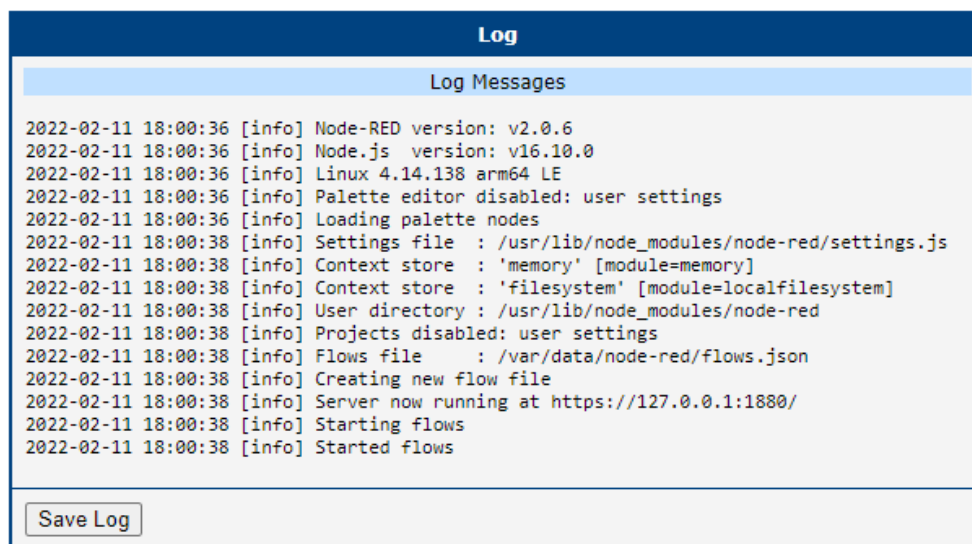 Log
Log Messages
2022-02-11 18:00:36 [info] Node-RED version: v2.0.6
2022-02-11 18:00:36 [info] Node.js  version: v16.10.0
2022-02-11 18:00:36 [info] Linux 4.14.138 arm64 LE
2022-02-11 18:00:36 [info] Palette editor disabled: user settings
2022-02-11 18:00:36 [info] Loading palette nodes
2022-02-11 18:00:38 [info] Settings file  : /usr/lib/node_modules/node-red/settings.js
2022-02-11 18:00:38 [info] Context store  : 'memory' [module=memory]
2022-02-11 18:00:38 [info] Context store  : 'filesystem' [module=localfilesystem]
2022-02-11 18:00:38 [info] User directory : /usr/lib/node_modules/node-red
2022-02-11 18:00:38 [info] Projects disabled: user settings
2022-02-11 18:00:38 [info] Flows file     : /var/data/node-red/flows.json
2022-02-11 18:00:38 [info] Creating new flow file
2022-02-11 18:00:38 [info] Server now running at https://127.0.0.1:1880/
2022-02-11 18:00:38 [info] Starting flows
2022-02-11 18:00:38 [info] Started flows
Save Log